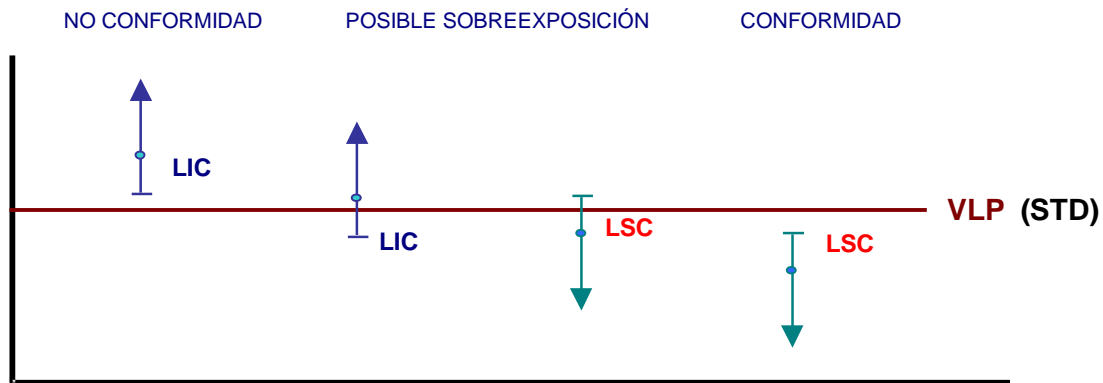 NO CONFORMIDAD POSIBLE SOBREEXPOSICIÓN CONFORMIDAD
LIC
VLP (STD)
LSC
LIC
LSC